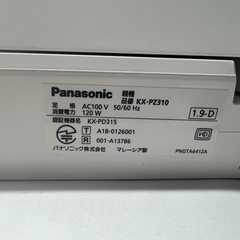 Panasonic 親機
品番 KX-PZ310
定格 AC100 V 50/60 Hz
消費電力 120 W
1.9-D
認証機器名 KX-PD315
T A18-0126001
R 001-A13786
パナソニック株式会社 マレーシア製
PNGTA641ZA